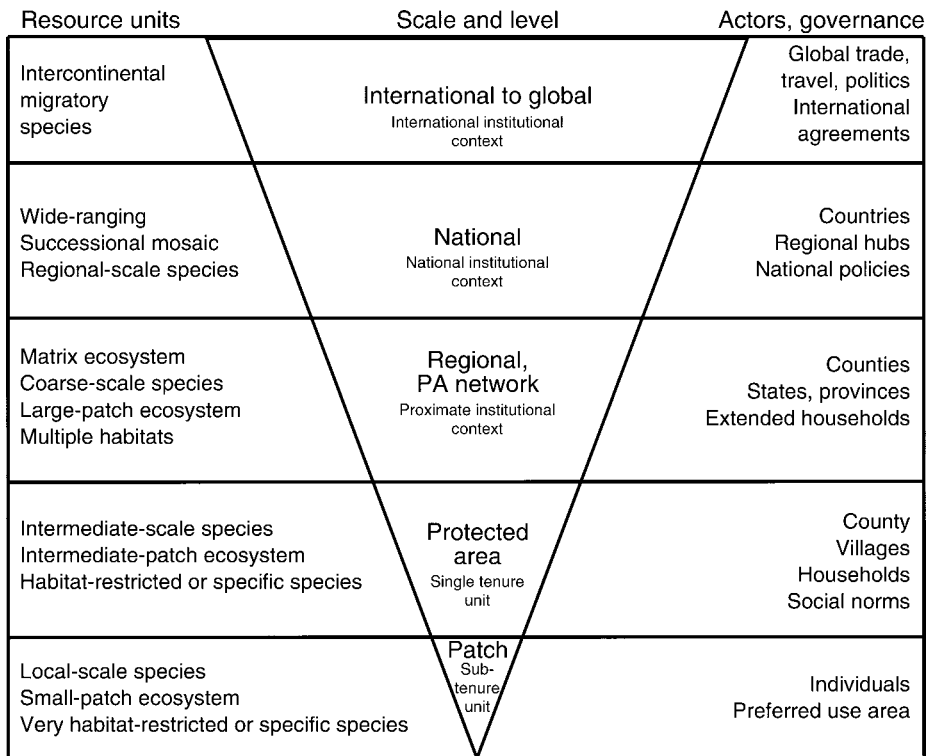 Resource units
Scale and level
Actors, governance
Intercontinental
migratory
species
International to global
International institutional
context
Global trade,
travel, politics
International
agreements
Wide-ranging
Successional mosaic
Regional-scale species
National
National institutional
context
Countries
Regional hubs
National policies
Matrix ecosystem
Coarse-scale species
Large-patch ecosystem
Multiple habitats
Regional,
PA network
Proximate institutional
context
Counties
States, provinces
Extended households
Intermediate-scale species
Intermediate-patch ecosystem
Habitat-restricted or specific species
Protected
area
Single tenure
unit
County
Villages
Households
Social norms
Local-scale species
Small-patch ecosystem
Very habitat-restricted or specific species
Patch
Sub-
tenure
unit
Individuals
Preferred use area